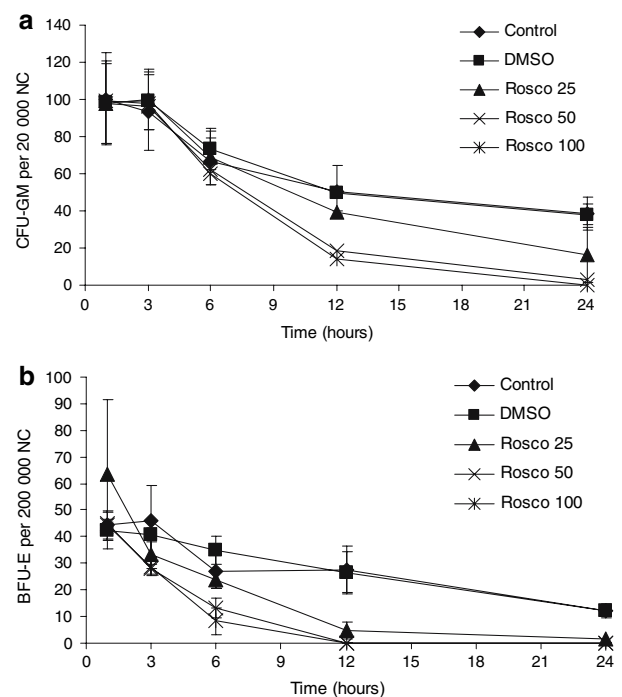 a
140
120
100
80
60
40
20
0
CFU-GM per 20 000 NC
0 3 6 9 12 15 18 21 24
Time (hours)
Control
DMSO
Rosco 25
Rosco 50
Rosco 100
b
100
90
80
70
60
50
40
30
20
10
0
BFU-E per 200 000 NC
0 3 6 9 12 15 18 21 24
Time (hours)
Control
DMSO
Rosco 25
Rosco 50
Rosco 100